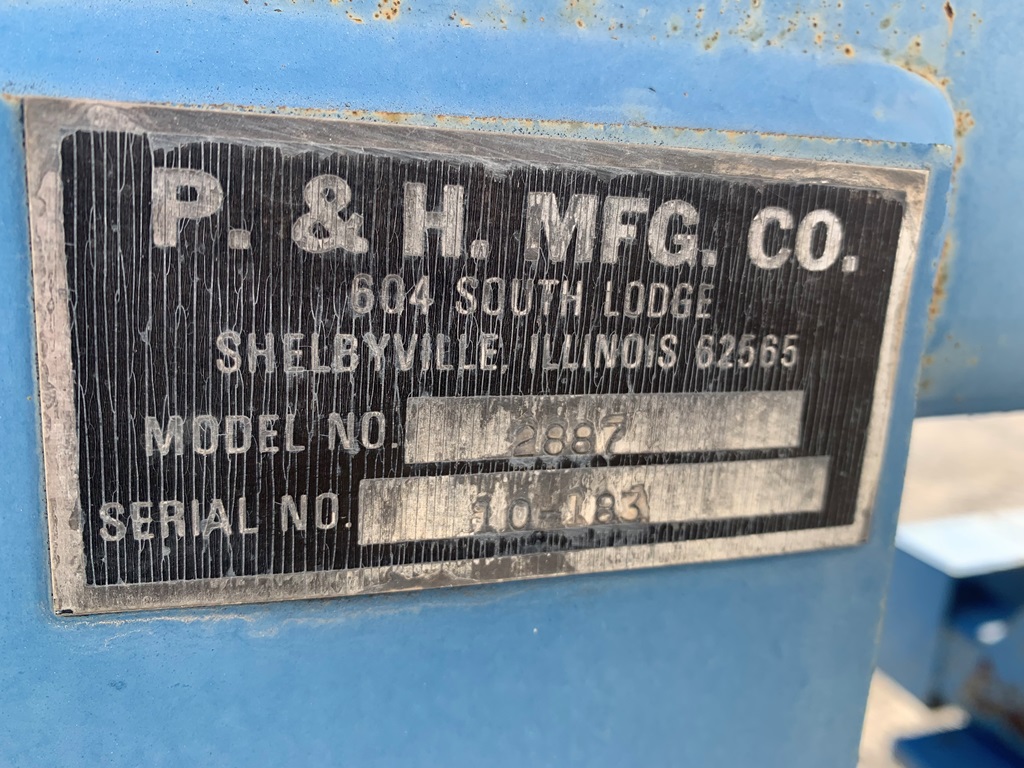 P. & H. MFG. CO.
604 SOUTH LODGE
SHELBYVILLE, ILLINOIS 62565
MODEL NO. 2887
SERIAL NO. 10-183